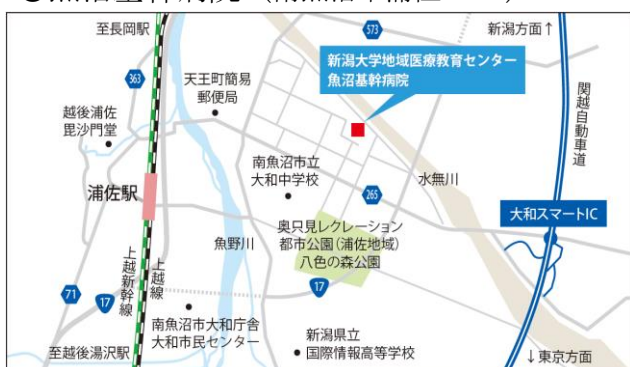 至長岡駅
573
新潟方面↑
363
天王町簡易
郵便局
新潟大学地域医療教育センター
魚沼基幹病院
関越自動車道
越後浦佐
毘沙門堂
南魚沼市立
大和中学校
265
水無川
浦佐駅
大和スマートIC
魚野川
奥只見レクレーション
都市公園(浦佐地域)
八色の森公園
上越新幹線
上越線
71
17
17
南魚沼市大和庁舎
大和市民センター
新潟県立
国際情報高等学校
至越後湯沢駅
↓東京方面